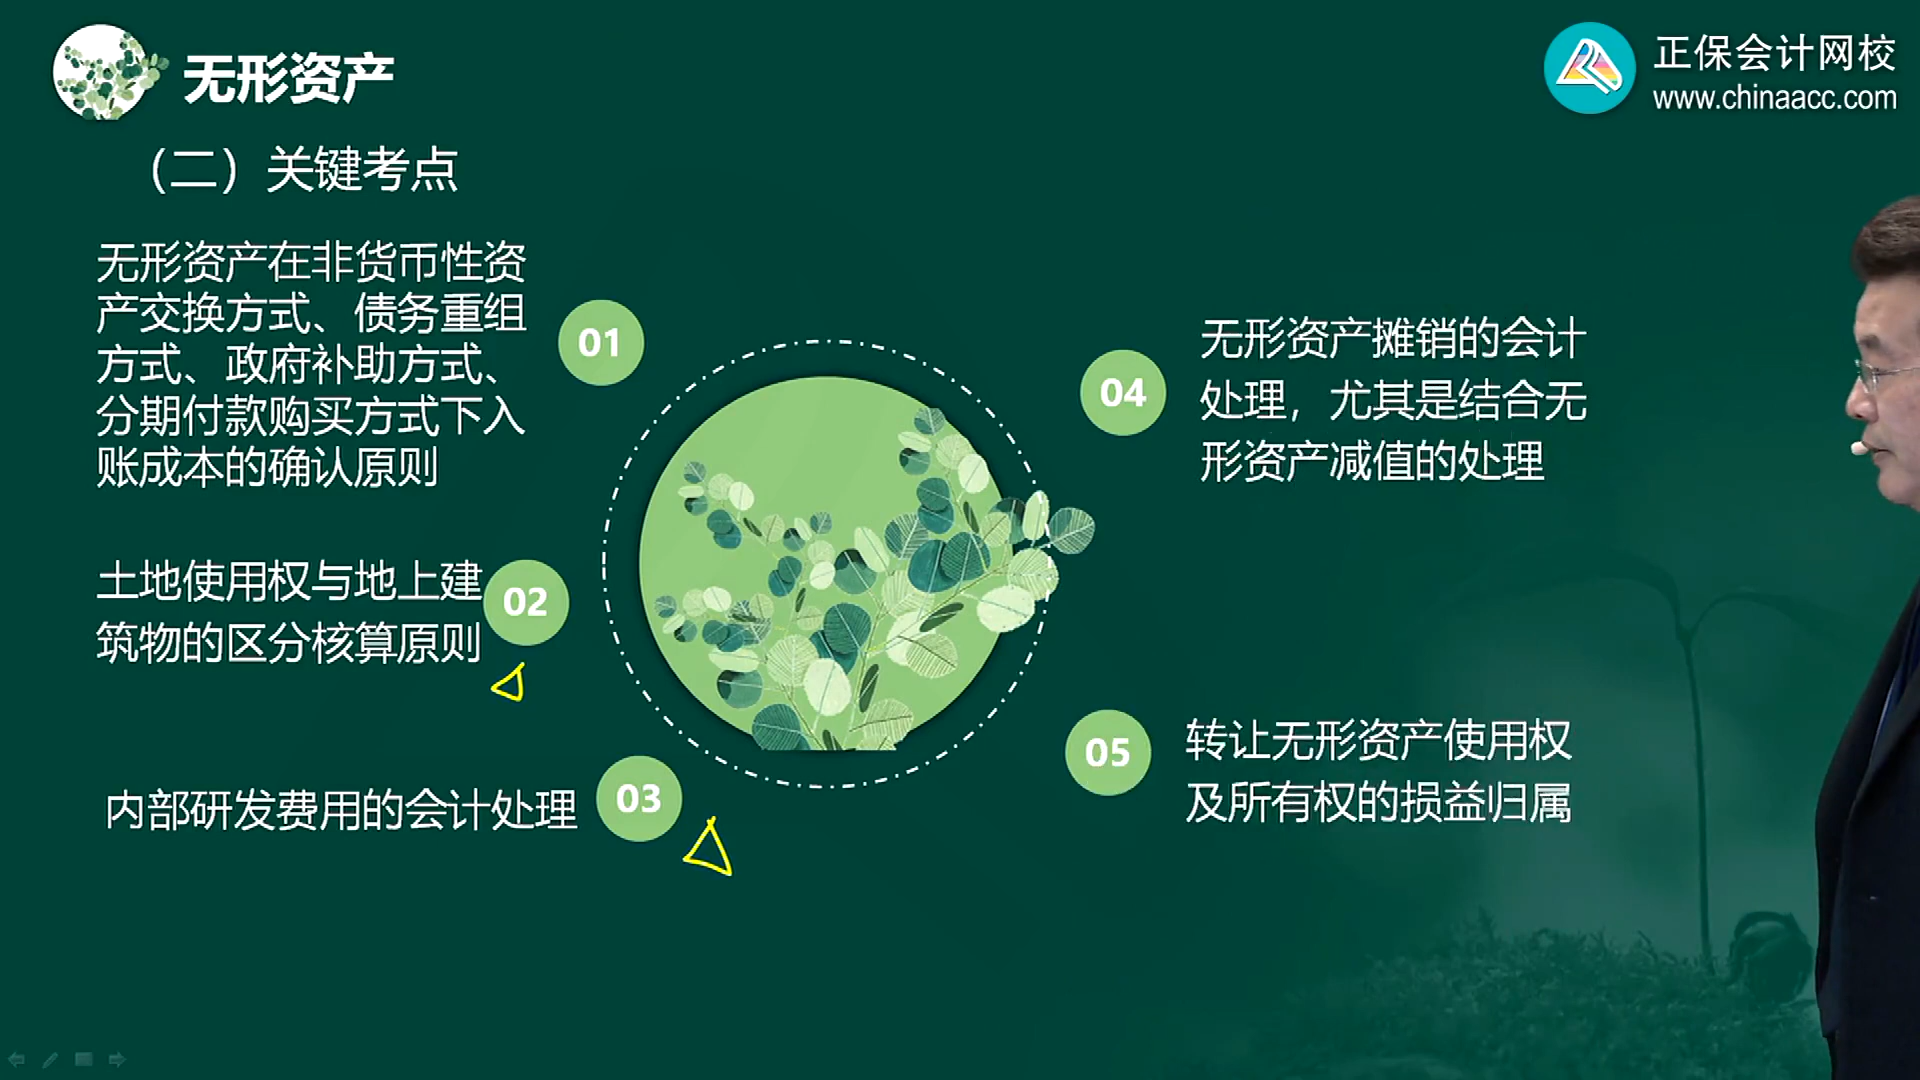 无形资产
正保会计网校
www.chinaacc.com
（二）关键考点
无形资产在非货币性资
产交换方式、债务重组
方式、政府补助方式、
分期付款购买方式下入
账成本的确认原则
01
土地使用权与地上建
筑物的区分核算原则
02
内部研发费用的会计处理
03
04
无形资产摊销的会计
处理，尤其是结合无
形资产减值的处理
05
转让无形资产使用权
及所有权的损益归属